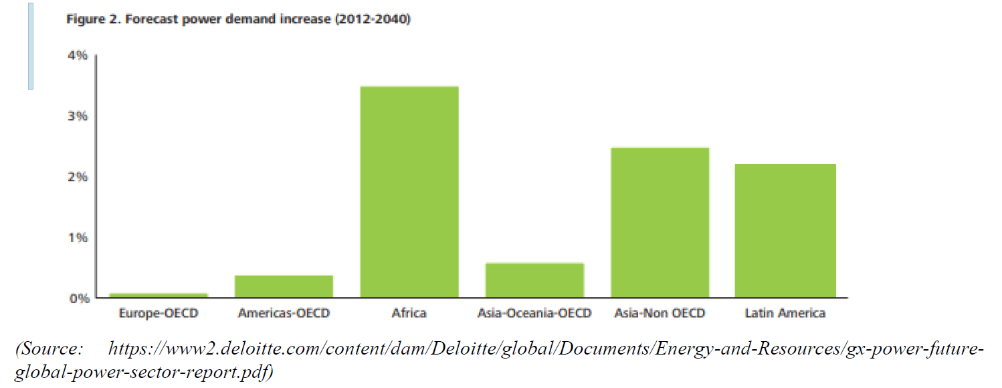 Figure 2. Forecast power demand increase (2012-2040)
4%
3%
2%
1%
0%
Europe-OECD Americas-OECD Africa Asia-Oceania-OECD Asia-Non OECD Latin America
(Source: https://www2.deloitte.com/content/dam/Deloitte/global/Documents/Energy-and-Resources/gx-power-future-
global-power-sector-report.pdf)